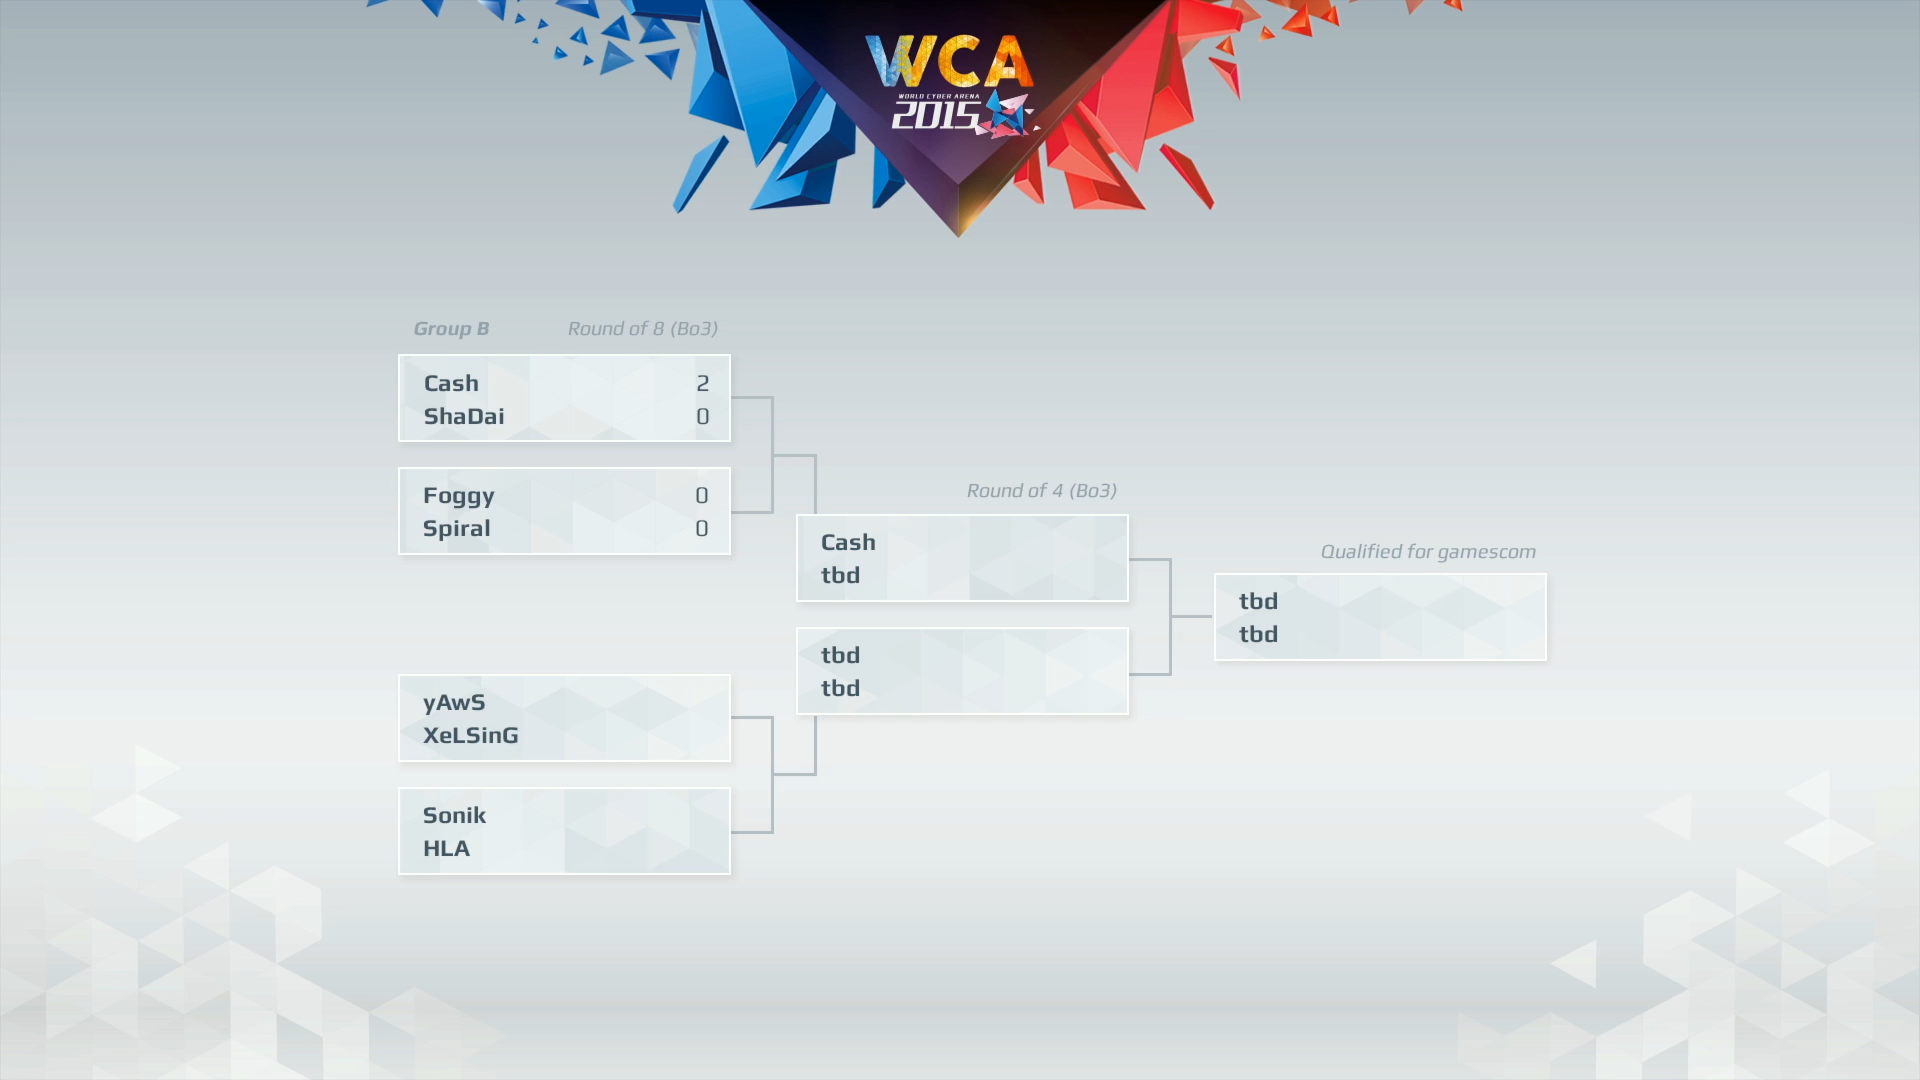 WCA
WORLD CYBER ARENA
2015
Group B Round of 8 (Bo3)
Cash 2
ShaDai 0
Foggy 0
Spiral 0
Round of 4 (Bo3)
Cash
tbd
tbd
tbd
Qualified for gamescom
tbd
tbd
yAwS
XeLSinG
Sonik
HLA